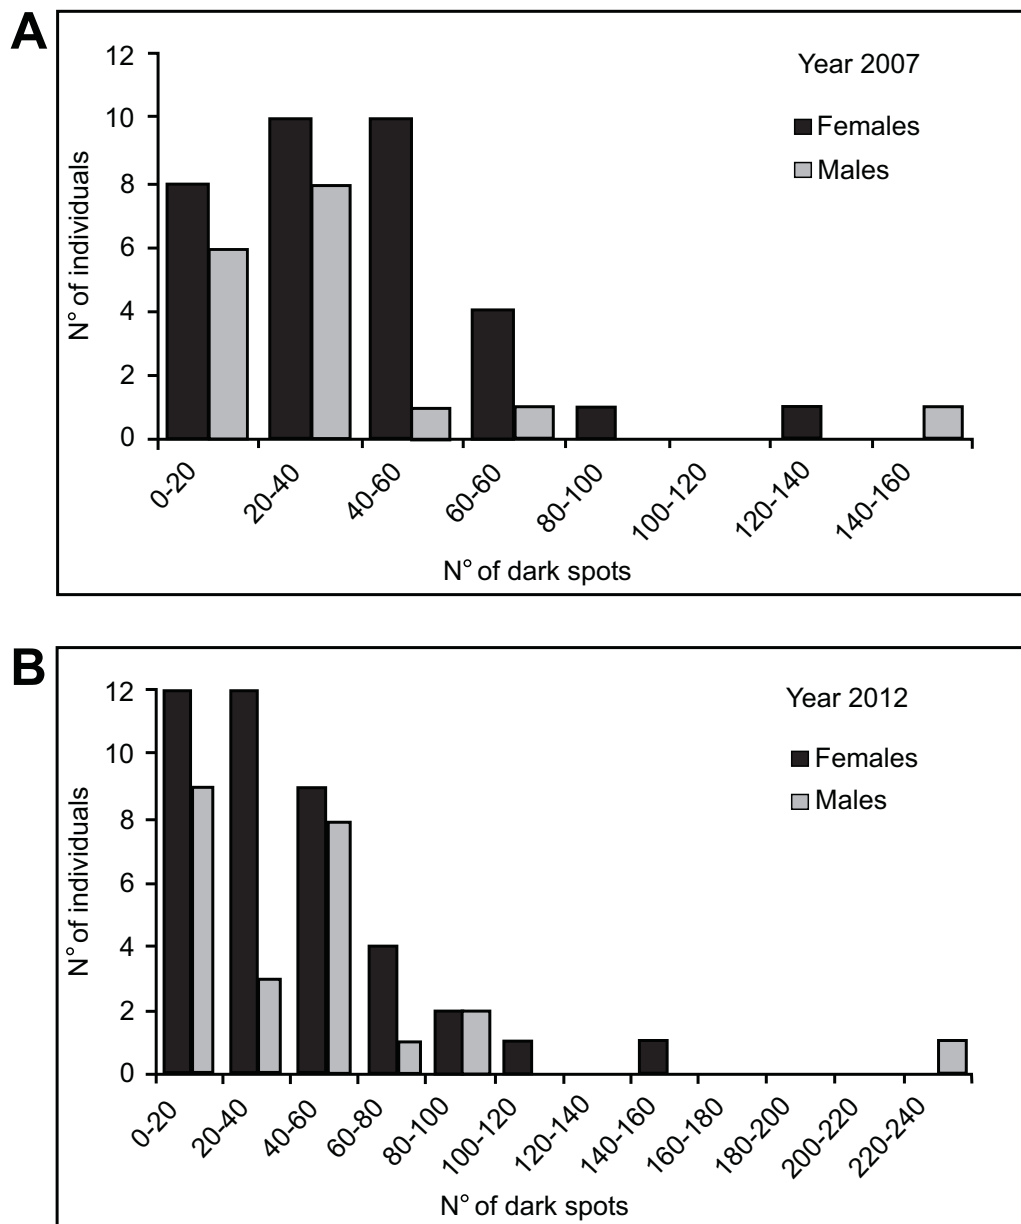 A
Year 2007
Females
Males
N° of individuals
12
10
8
6
4
2
0
0-20
20-40
40-60
60-60
80-100
100-120
120-140
140-160
N° of dark spots
B
Year 2012
Females
Males
N° of individuals
12
10
8
6
4
2
0
0-20
20-40
40-60
60-80
80-100
100-120
120-140
140-160
160-180
180-200
200-220
220-240
N° of dark spots